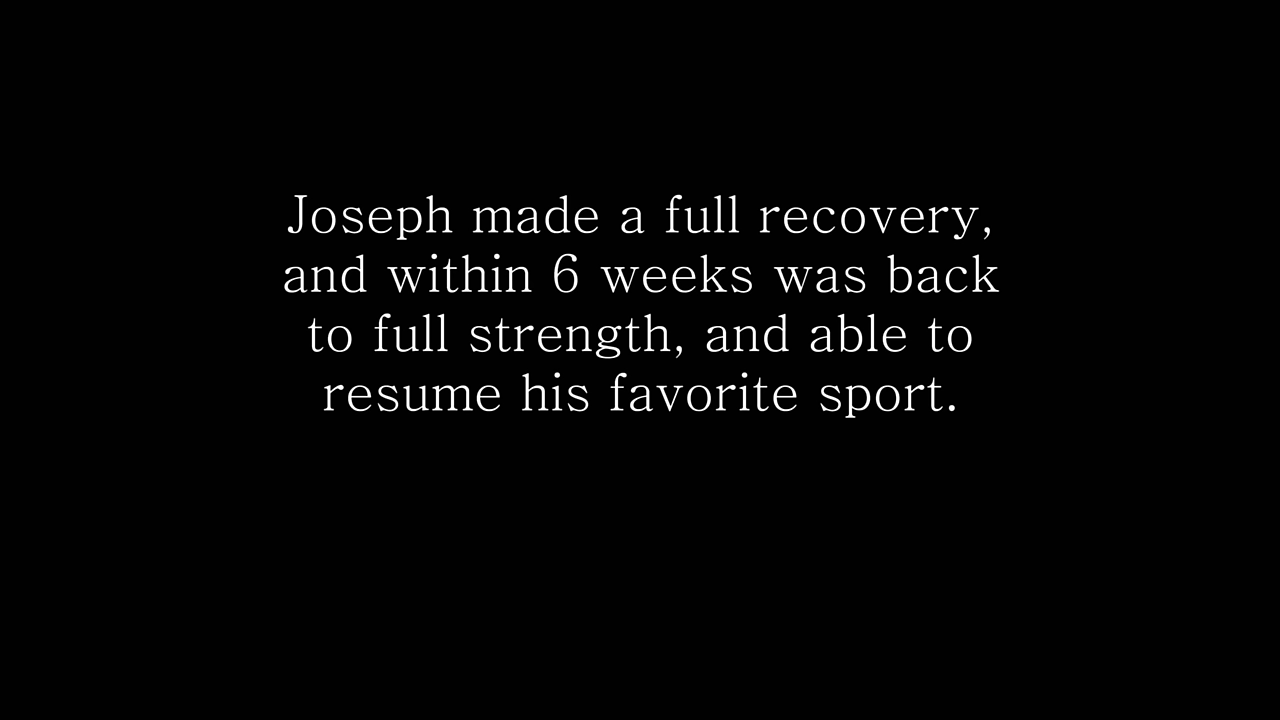 Joseph made a full recovery,
and within 6 weeks was back
to full strength, and able to
resume his favorite sport.